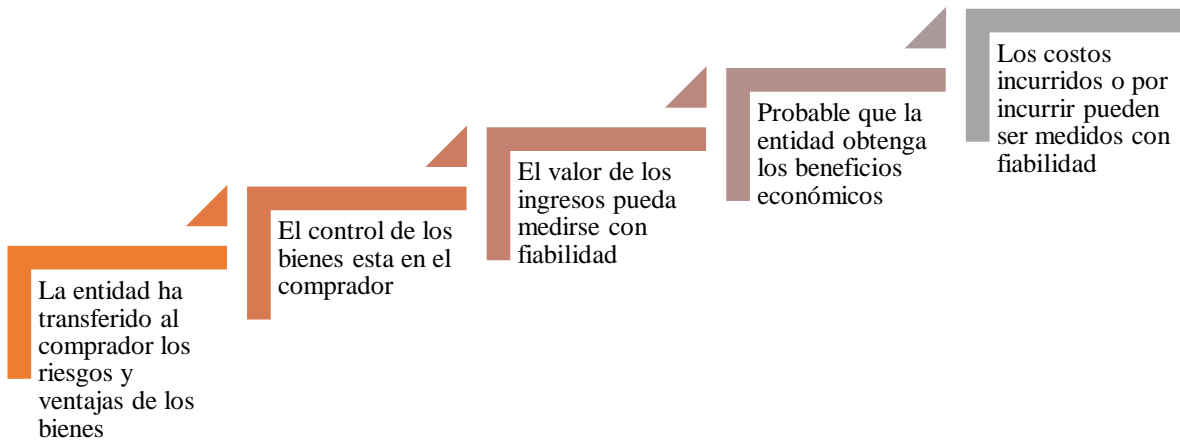 La entidad ha
transferido al
comprador los
riesgos y
ventajas de los
bienes
El control de los
bienes esta en el
comprador
El valor de los
ingresos pueda
medirse con
fiabilidad
Probable que la
entidad obtenga
los beneficios
económicos
Los costos
incurridos o por
incurrir pueden
ser medidos con
fiabilidad